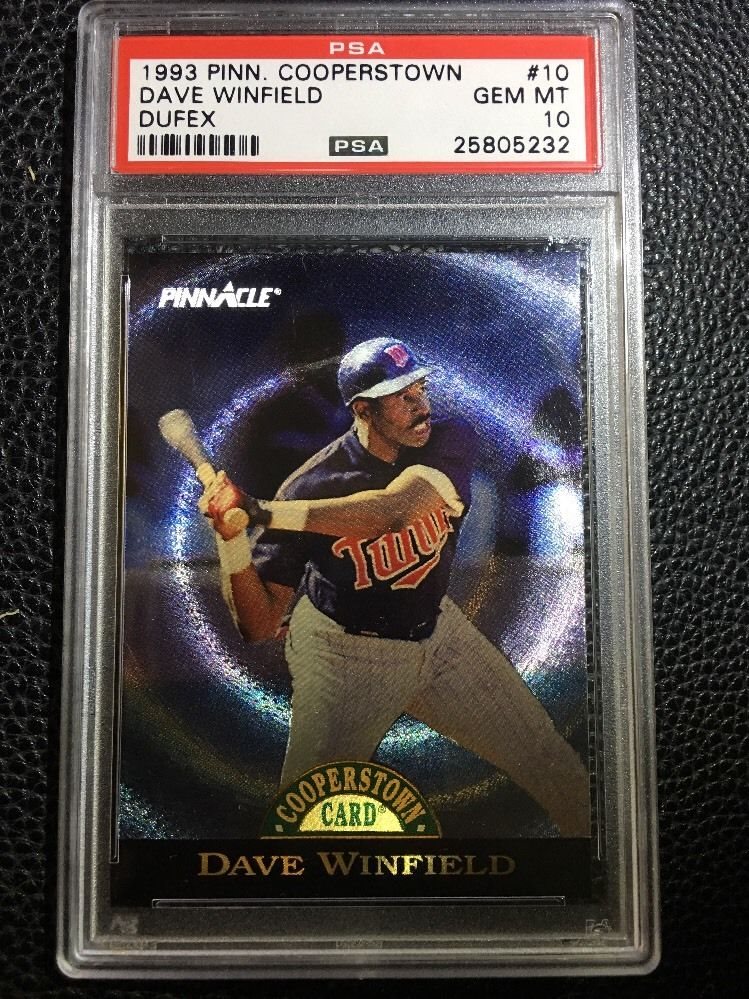 PSA
1993 PINN. COOPERSTOWN #10
DAVE WINFIELD GEM MT
DUFEX 10
PSA 25805232
PINNACLE®
Twins
COOPERSTOWN
CARD®
DAVE WINFIELD